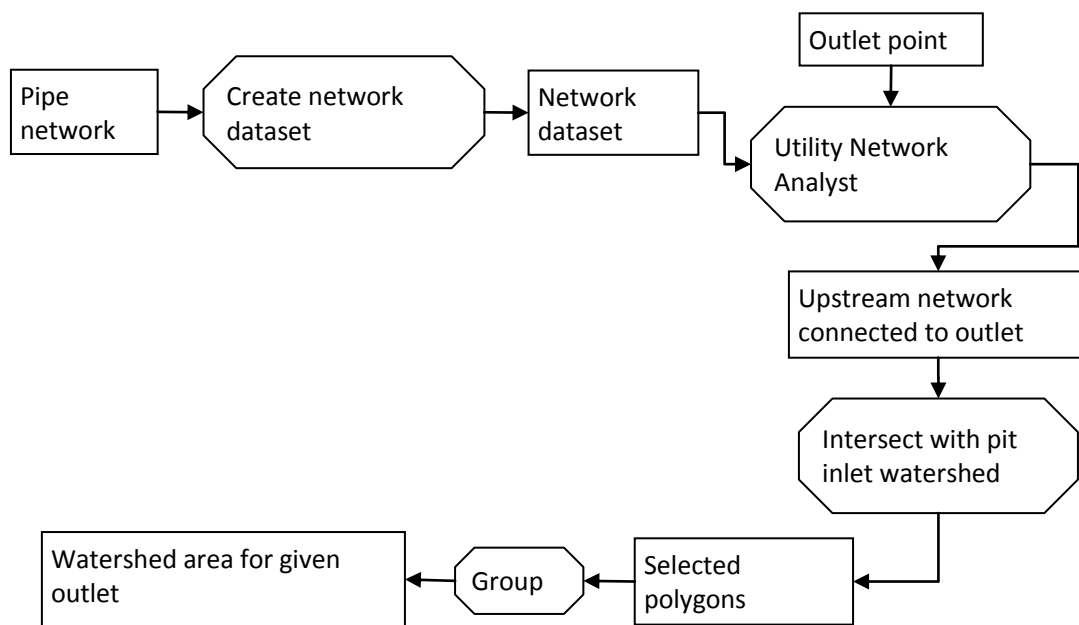 Outlet point
Pipe
network
Create network
dataset
Network
dataset
Utility Network
Analyst
Upstream network
connected to outlet
Intersect with pit
inlet watershed
Selected
polygons
Group
Watershed area for given
outlet